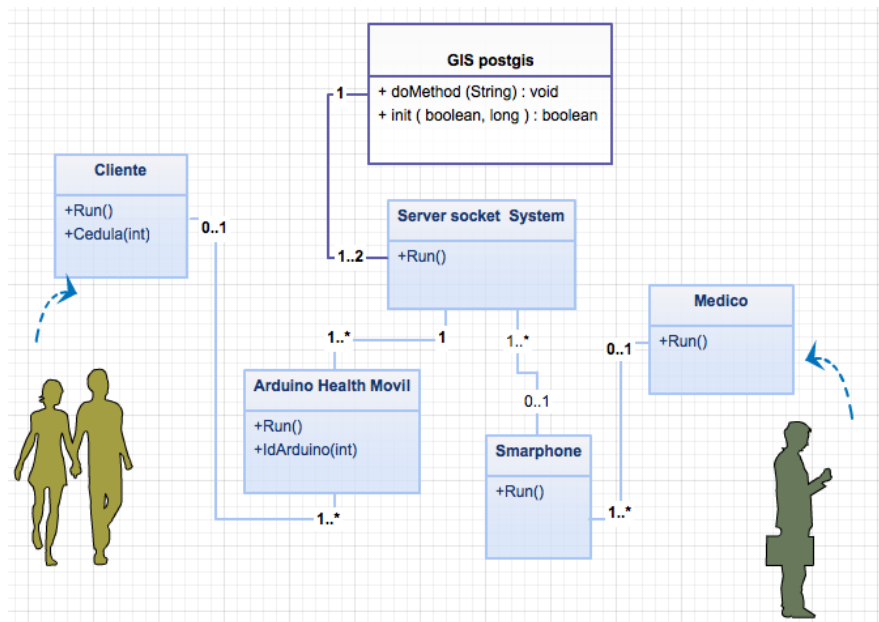 GIS postgis
+ doMethod (String) : void
+ init ( boolean, long ) : boolean
1
1..2
Cliente
+Run()
+Cedula(int)
0..1
Server socket System
+Run()
1..*
1
1..*
0..1
Medico
+Run()
0..1
Arduino Health Movil
+Run()
+IdArduino(int)
1..*
Smarphone
+Run()
1..*